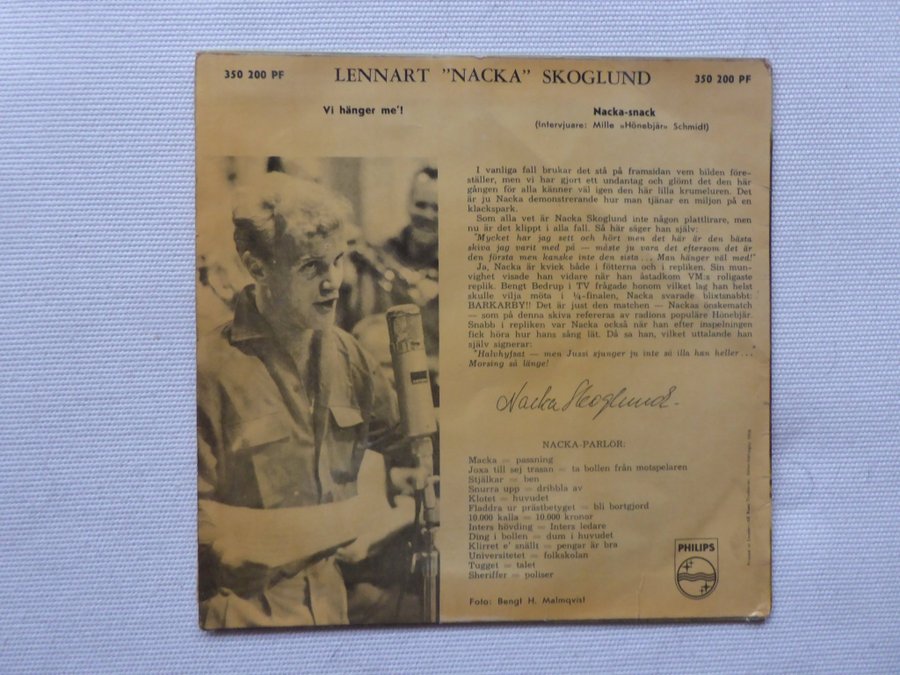 350 200 PF
LENNART ”NACKA” SKOGLUND
350 200 PF
Vi hänger me'!
Nacka-snack
(Intervjuare: Mille »Hönebjär» Schmidt)
I vanliga fall brukar det stå på framsidan vem bilden före-
ställer, men vi har gjort ett undantag och glömt det den här
gången för alla känner väl igen den här lilla krumeluren. Det
är ju Nacka demonstrerande hur man tjänar en miljon på en
klackspark.
Som alla vet är Nacka Skoglund inte någon plattlirare, men
nu är det klippt i alla fall. Så här säger han själv:
”Mycket har jag sett och hört men det här är den bästa
skiva jag varit med på — måste ju vara det eftersom det är
den första men kanske inte den sista... Man hänger väl med!”
Ja, Nacka är kvick både i fötterna och i repliken. Sin mun-
vighet visade han vidare när han åstadkom VM:s roligaste
replik. Bengt Bedrup i TV frågade honom vilket lag han helst
skulle vilja möta i ¼-finalen, Nacka svarade blixtsnabbt:
BARKARBY!! Det är just den matchen — Nackas önskematch
— som på denna skiva refereras av radions populäre Hönebjär.
Snabb i repliken var Nacka också när han efter inspelningen
fick höra hur hans sång lät. Då sa han, vilket uttalande han
själv signerar:
”Halvhyfsat — men Jussi sjunger ju inte så illa han heller...
Morsing så länge!
Nacka Skoglund.
NACKA-PARLÖR:
Macka = passning
Joxa till sej trasan = ta bollen från motspelaren
Stjälkar = ben
Snurra upp = dribbla av
Klotet = huvudet
Fladdra ur prästbetyget = bli bortgjord
10.000 kalla = 10.000 kronor
Inters hövding = Inters ledare
Ding i bollen = dum i huvudet
Klirret e' snällt = pengar är bra
Universitetet = folkskolan
Tugget = talet
Sheriffer = poliser
PHILIPS
Foto: Bengt H. Malmqvist